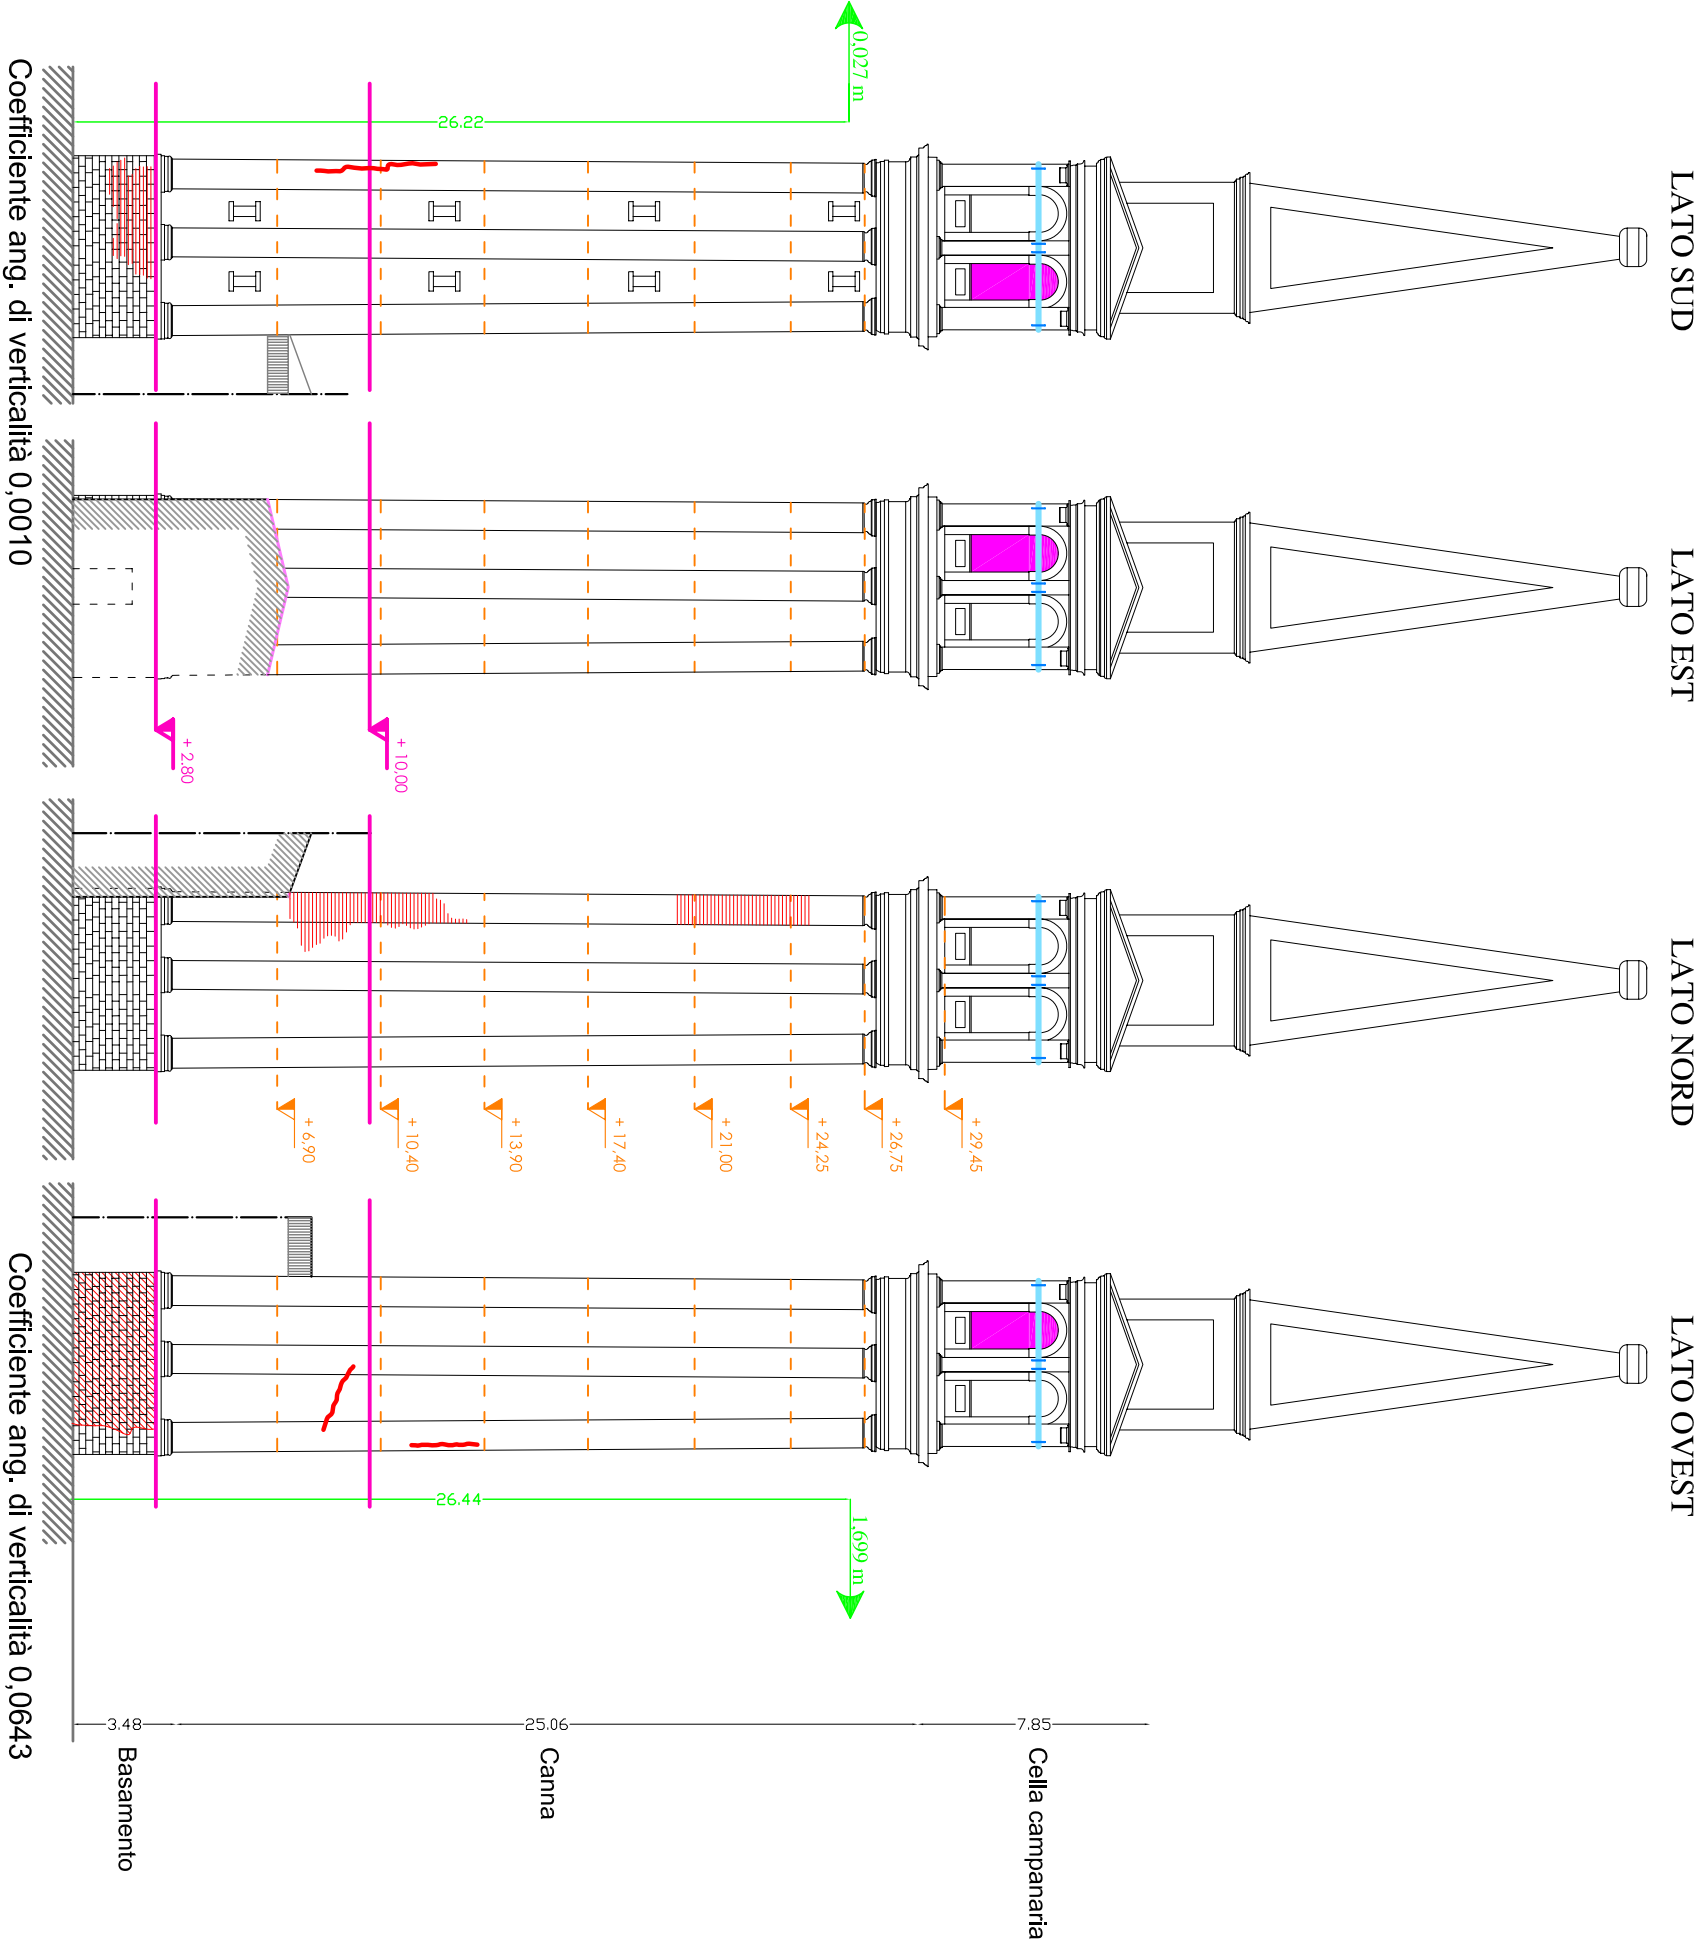 LATO SUD
LATO EST
LATO NORD
LATO OVEST
0,027 m
26.22
+ 2.80
+ 10,00
+ 6,90
+ 10,40
+ 13,90
+ 17,40
+ 21,00
+ 24,25
+ 26,75
+ 29,45
26.44
1,699 m
3.48
25.06
7.85
Basamento
Canna
Cella campanaria
Coefficiente ang. di verticalità 0,0010
Coefficiente ang. di verticalità 0,0643